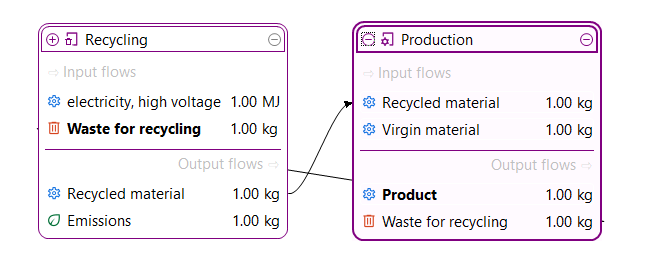 Recycling
⇨ Input flows
electricity, high voltage 1.00 MJ
Waste for recycling 1.00 kg
Output flows ⇨
Recycled material 1.00 kg
Emissions 1.00 kg
Production
⇨ Input flows
Recycled material 1.00 kg
Virgin material 1.00 kg
Output flows ⇨
Product 1.00 kg
Waste for recycling 1.00 kg